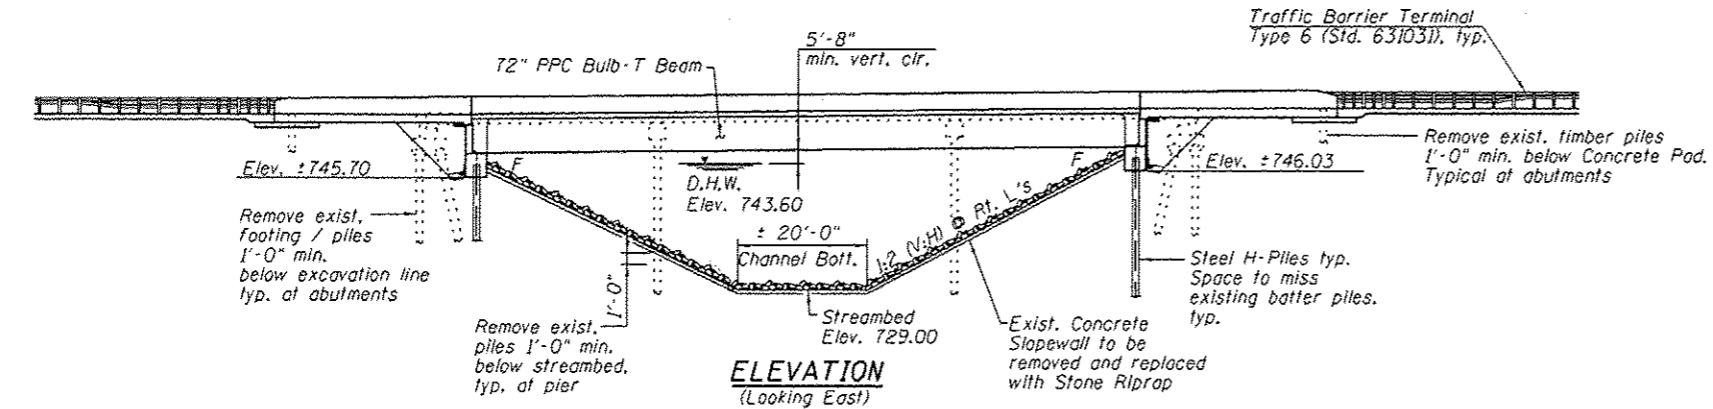 Traffic Barrier Terminal
Type 6 (Std. 631031), typ.
5'-8"
min. vert. clr.
72" PPC Bulb-T Beam
Remove exist. timber piles
1'-0" min. below Concrete Pad.
Typical at abutments
Elev. ±745.70
F
D.H.W.
Elev. 743.60
F
Elev. ±746.03
Remove exist.
footing / piles
1'-0" min.
below excavation line
typ. at abutments
± 20'-0"
Channel Bott.
1:2 (V:H) @ Rt. L's
Steel H-Piles typ.
Space to miss
existing batter piles.
typ.
1'-0"
Remove exist.
piles 1'-0" min.
below streambed,
typ. at pier
Streambed
Elev. 729.00
Exist. Concrete
Slopewall to be
removed and replaced
with Stone Riprap
ELEVATION
(Looking East)